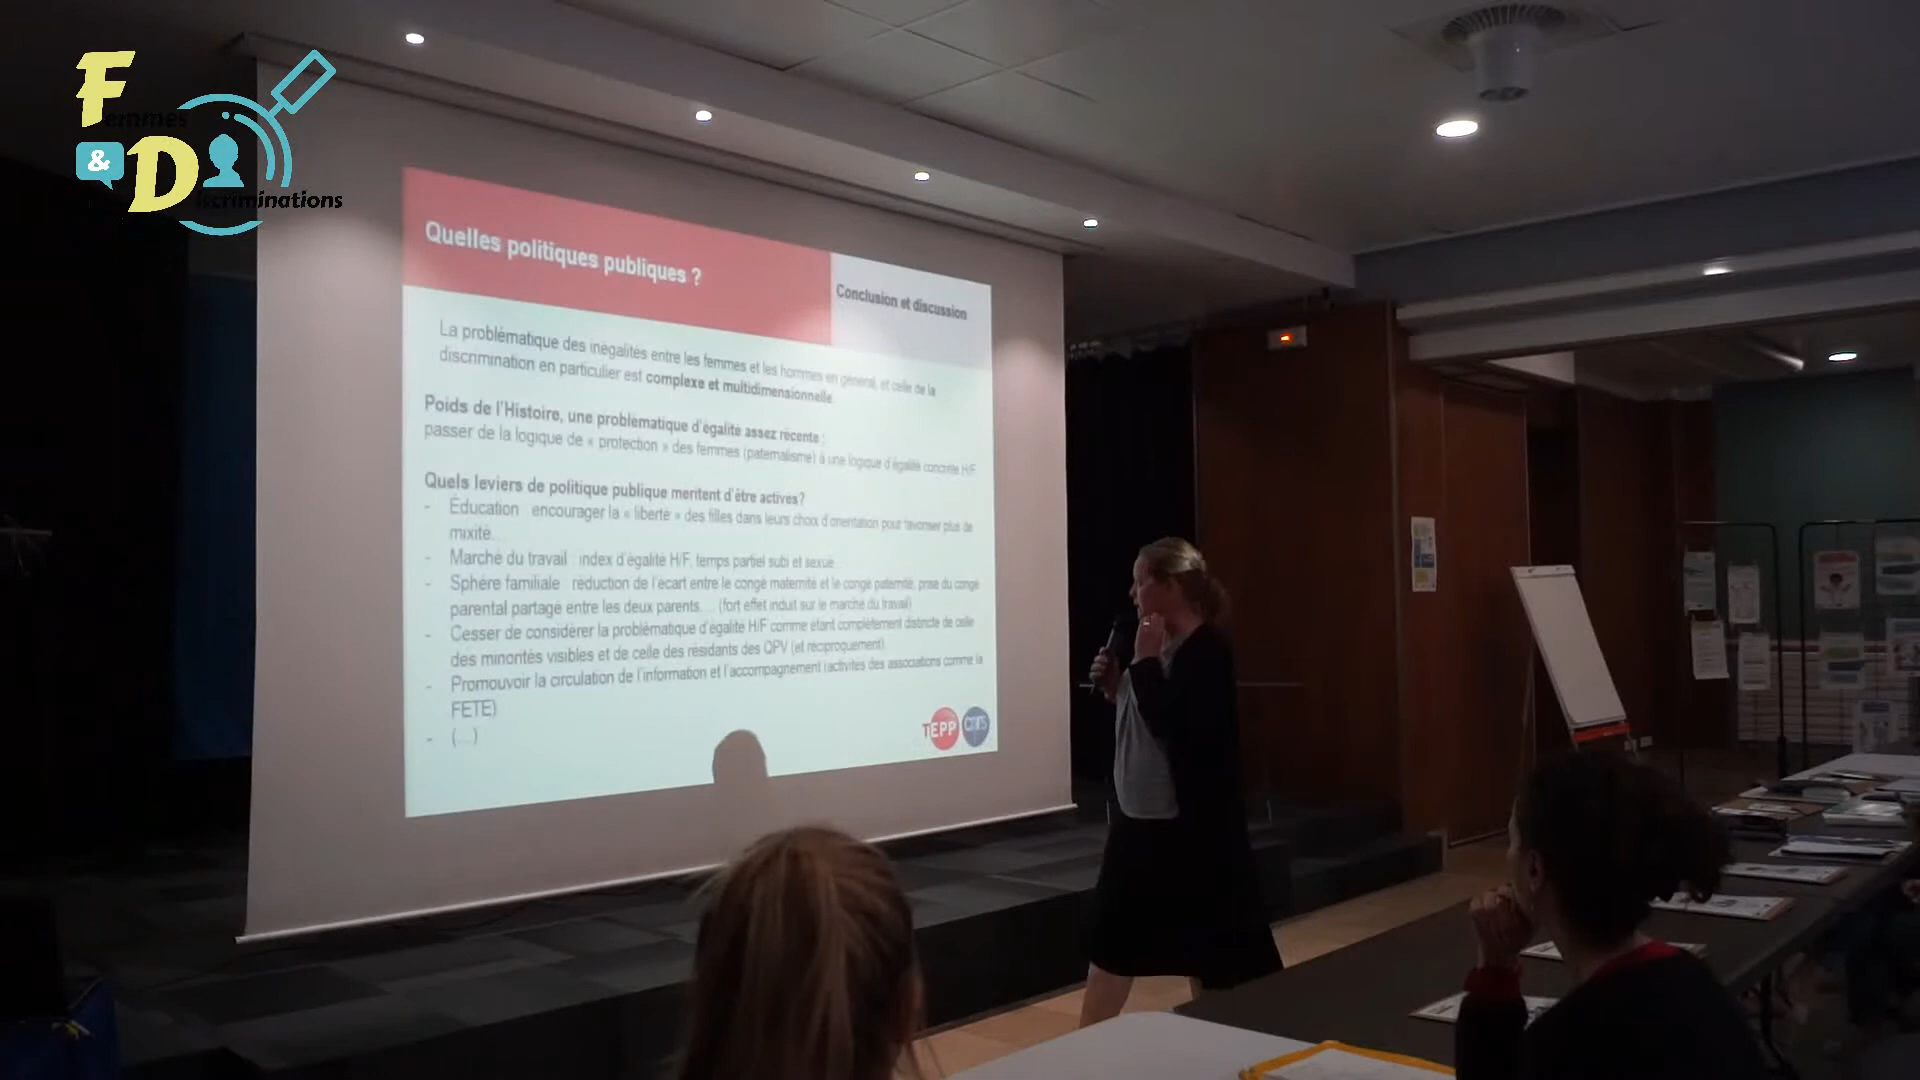 Femmes
& Discriminations
Quelles politiques publiques ?
Conclusion et discussion
La problématique des inégalités entre les femmes et les hommes en général, et celle de la
discrimination en particulier est complexe et multidimensionnelle
Poids de l'Histoire, une problématique d'égalité assez récente :
passer de la logique de « protection » des femmes (paternalisme) à une logique d'égalité concrète H/F
Quels leviers de politique publique méritent d'être activés?
- Éducation : encourager la « liberté » des filles dans leurs choix d'orientation pour favoriser plus de
mixité...
- Marché du travail : index d'égalité H/F, temps partiel subi et sexué...
- Sphère familiale : réduction de l'écart entre le congé maternité et le congé paternité, prise du congé
parental partagé entre les deux parents... (fort effet induit sur le marché du travail)
- Cesser de considérer la problématique d'égalité H/F comme étant complètement distincte de celle
des minorités visibles et de celle des résidants des QPV (et réciproquement)
- Promouvoir la circulation de l'information et l'accompagnement (activités des associations comme la
FETE)
- (...)
TEPP
cnrs